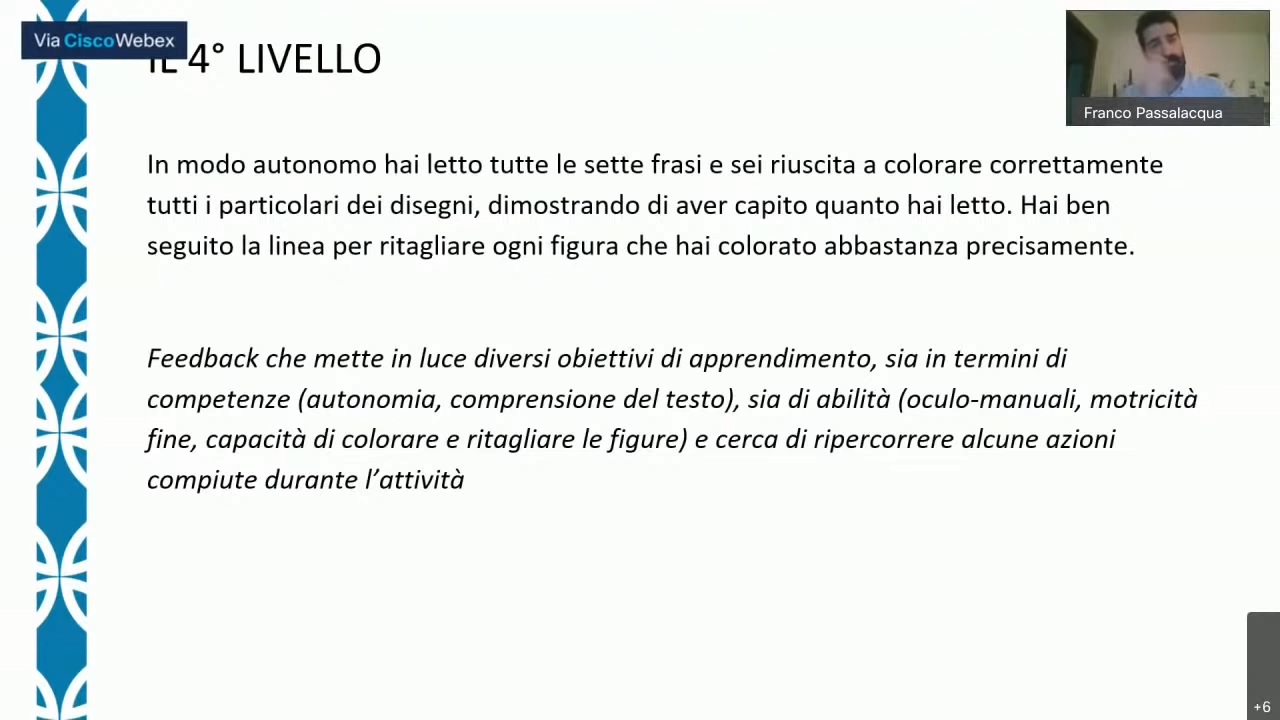 Via CiscoWebex
IL 4° LIVELLO
Franco Passalacqua
In modo autonomo hai letto tutte le sette frasi e sei riuscita a colorare correttamente
tutti i particolari dei disegni, dimostrando di aver capito quanto hai letto. Hai ben
seguito la linea per ritagliare ogni figura che hai colorato abbastanza precisamente.
Feedback che mette in luce diversi obiettivi di apprendimento, sia in termini di
competenze (autonomia, comprensione del testo), sia di abilità (oculo-manuali, motricità
fine, capacità di colorare e ritagliare le figure) e cerca di ripercorrere alcune azioni
compiute durante l’attività
+6